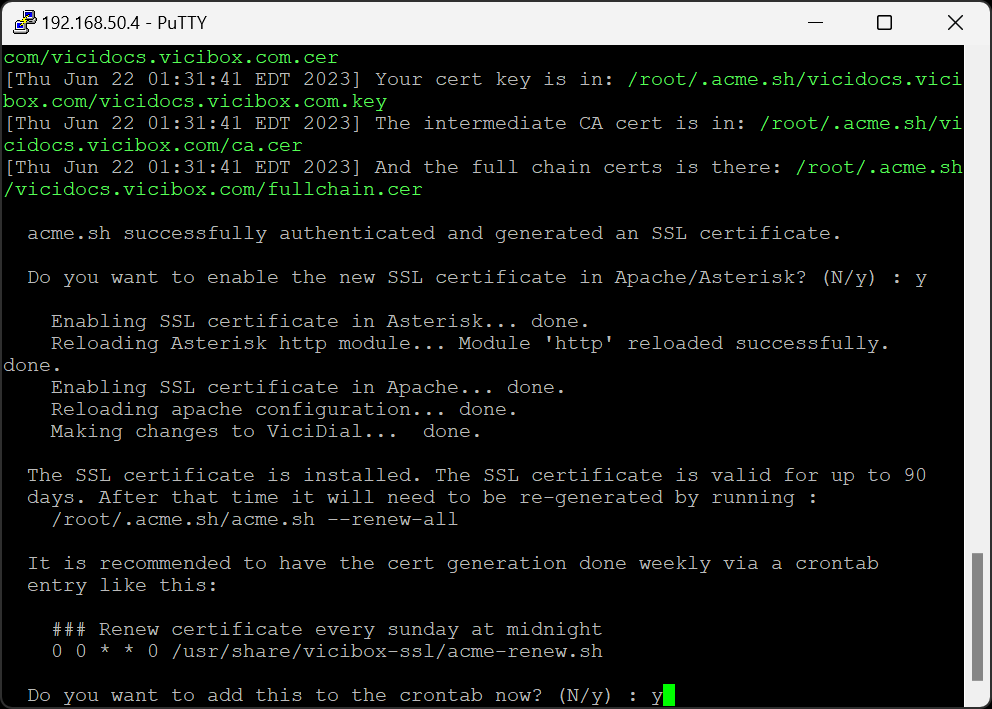 192.168.50.4 - PuTTY
com/vicidocs.vicibox.com.cer
[Thu Jun 22 01:31:41 EDT 2023] Your cert key is in: /root/.acme.sh/vicidocs.vici
box.com/vicidocs.vicibox.com.key
[Thu Jun 22 01:31:41 EDT 2023] The intermediate CA cert is in: /root/.acme.sh/vi
cidocs.vicibox.com/ca.cer
[Thu Jun 22 01:31:41 EDT 2023] And the full chain certs is there: /root/.acme.sh
/vicidocs.vicibox.com/fullchain.cer
acme.sh successfully authenticated and generated an SSL certificate.
Do you want to enable the new SSL certificate in Apache/Asterisk? (N/y) : y
Enabling SSL certificate in Asterisk... done.
Reloading Asterisk http module... Module 'http' reloaded successfully.
done.
Enabling SSL certificate in Apache... done.
Reloading apache configuration... done.
Making changes to ViciDial...  done.
The SSL certificate is installed. The SSL certificate is valid for up to 90
days. After that time it will need to be re-generated by running :
/root/.acme.sh/acme.sh --renew-all
It is recommended to have the cert generation done weekly via a crontab
entry like this:
### Renew certificate every sunday at midnight
0 0 * * 0 /usr/share/vicibox-ssl/acme-renew.sh
Do you want to add this to the crontab now? (N/y) : y